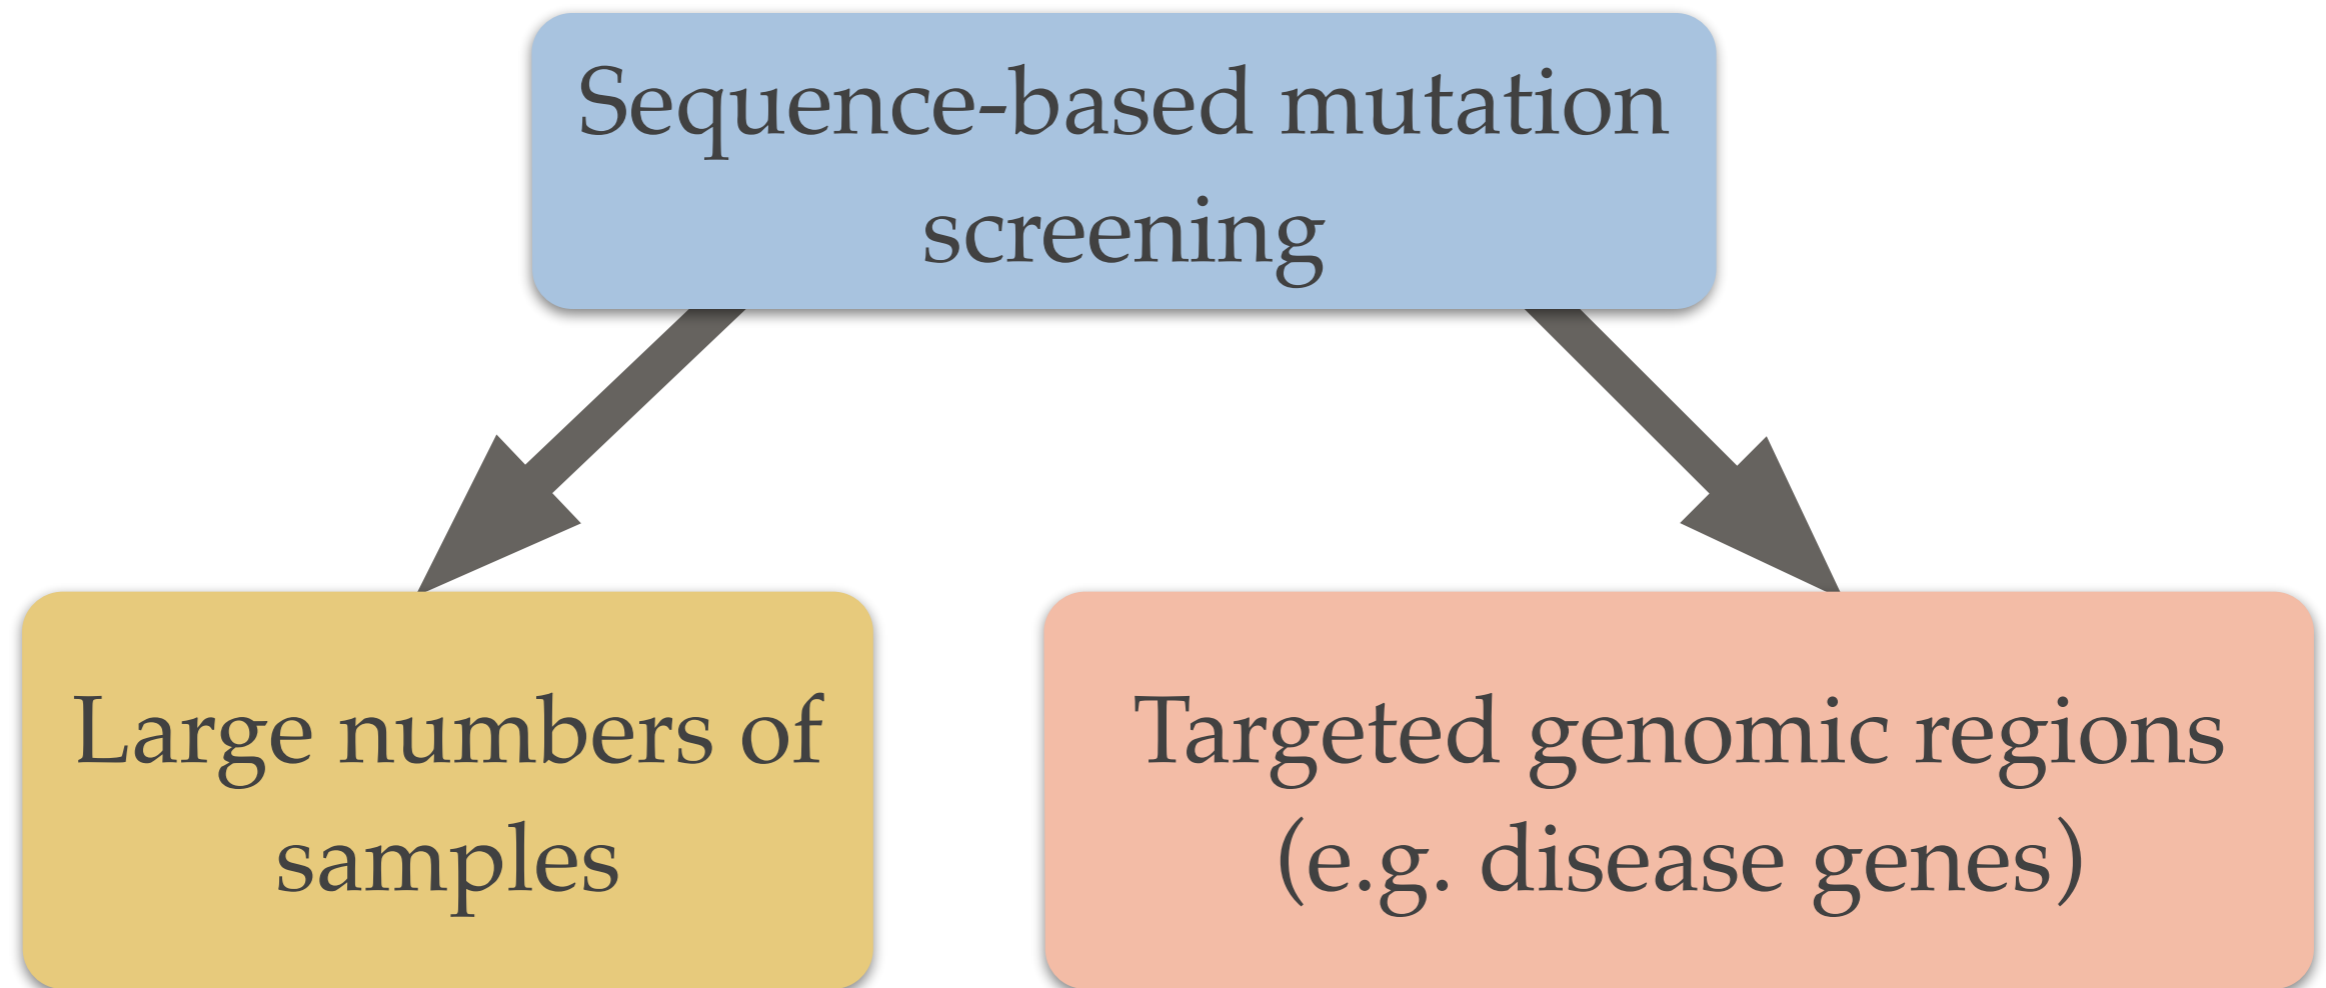 Sequence-based mutation
screening
Large numbers of
samples
Targeted genomic regions
(e.g. disease genes)